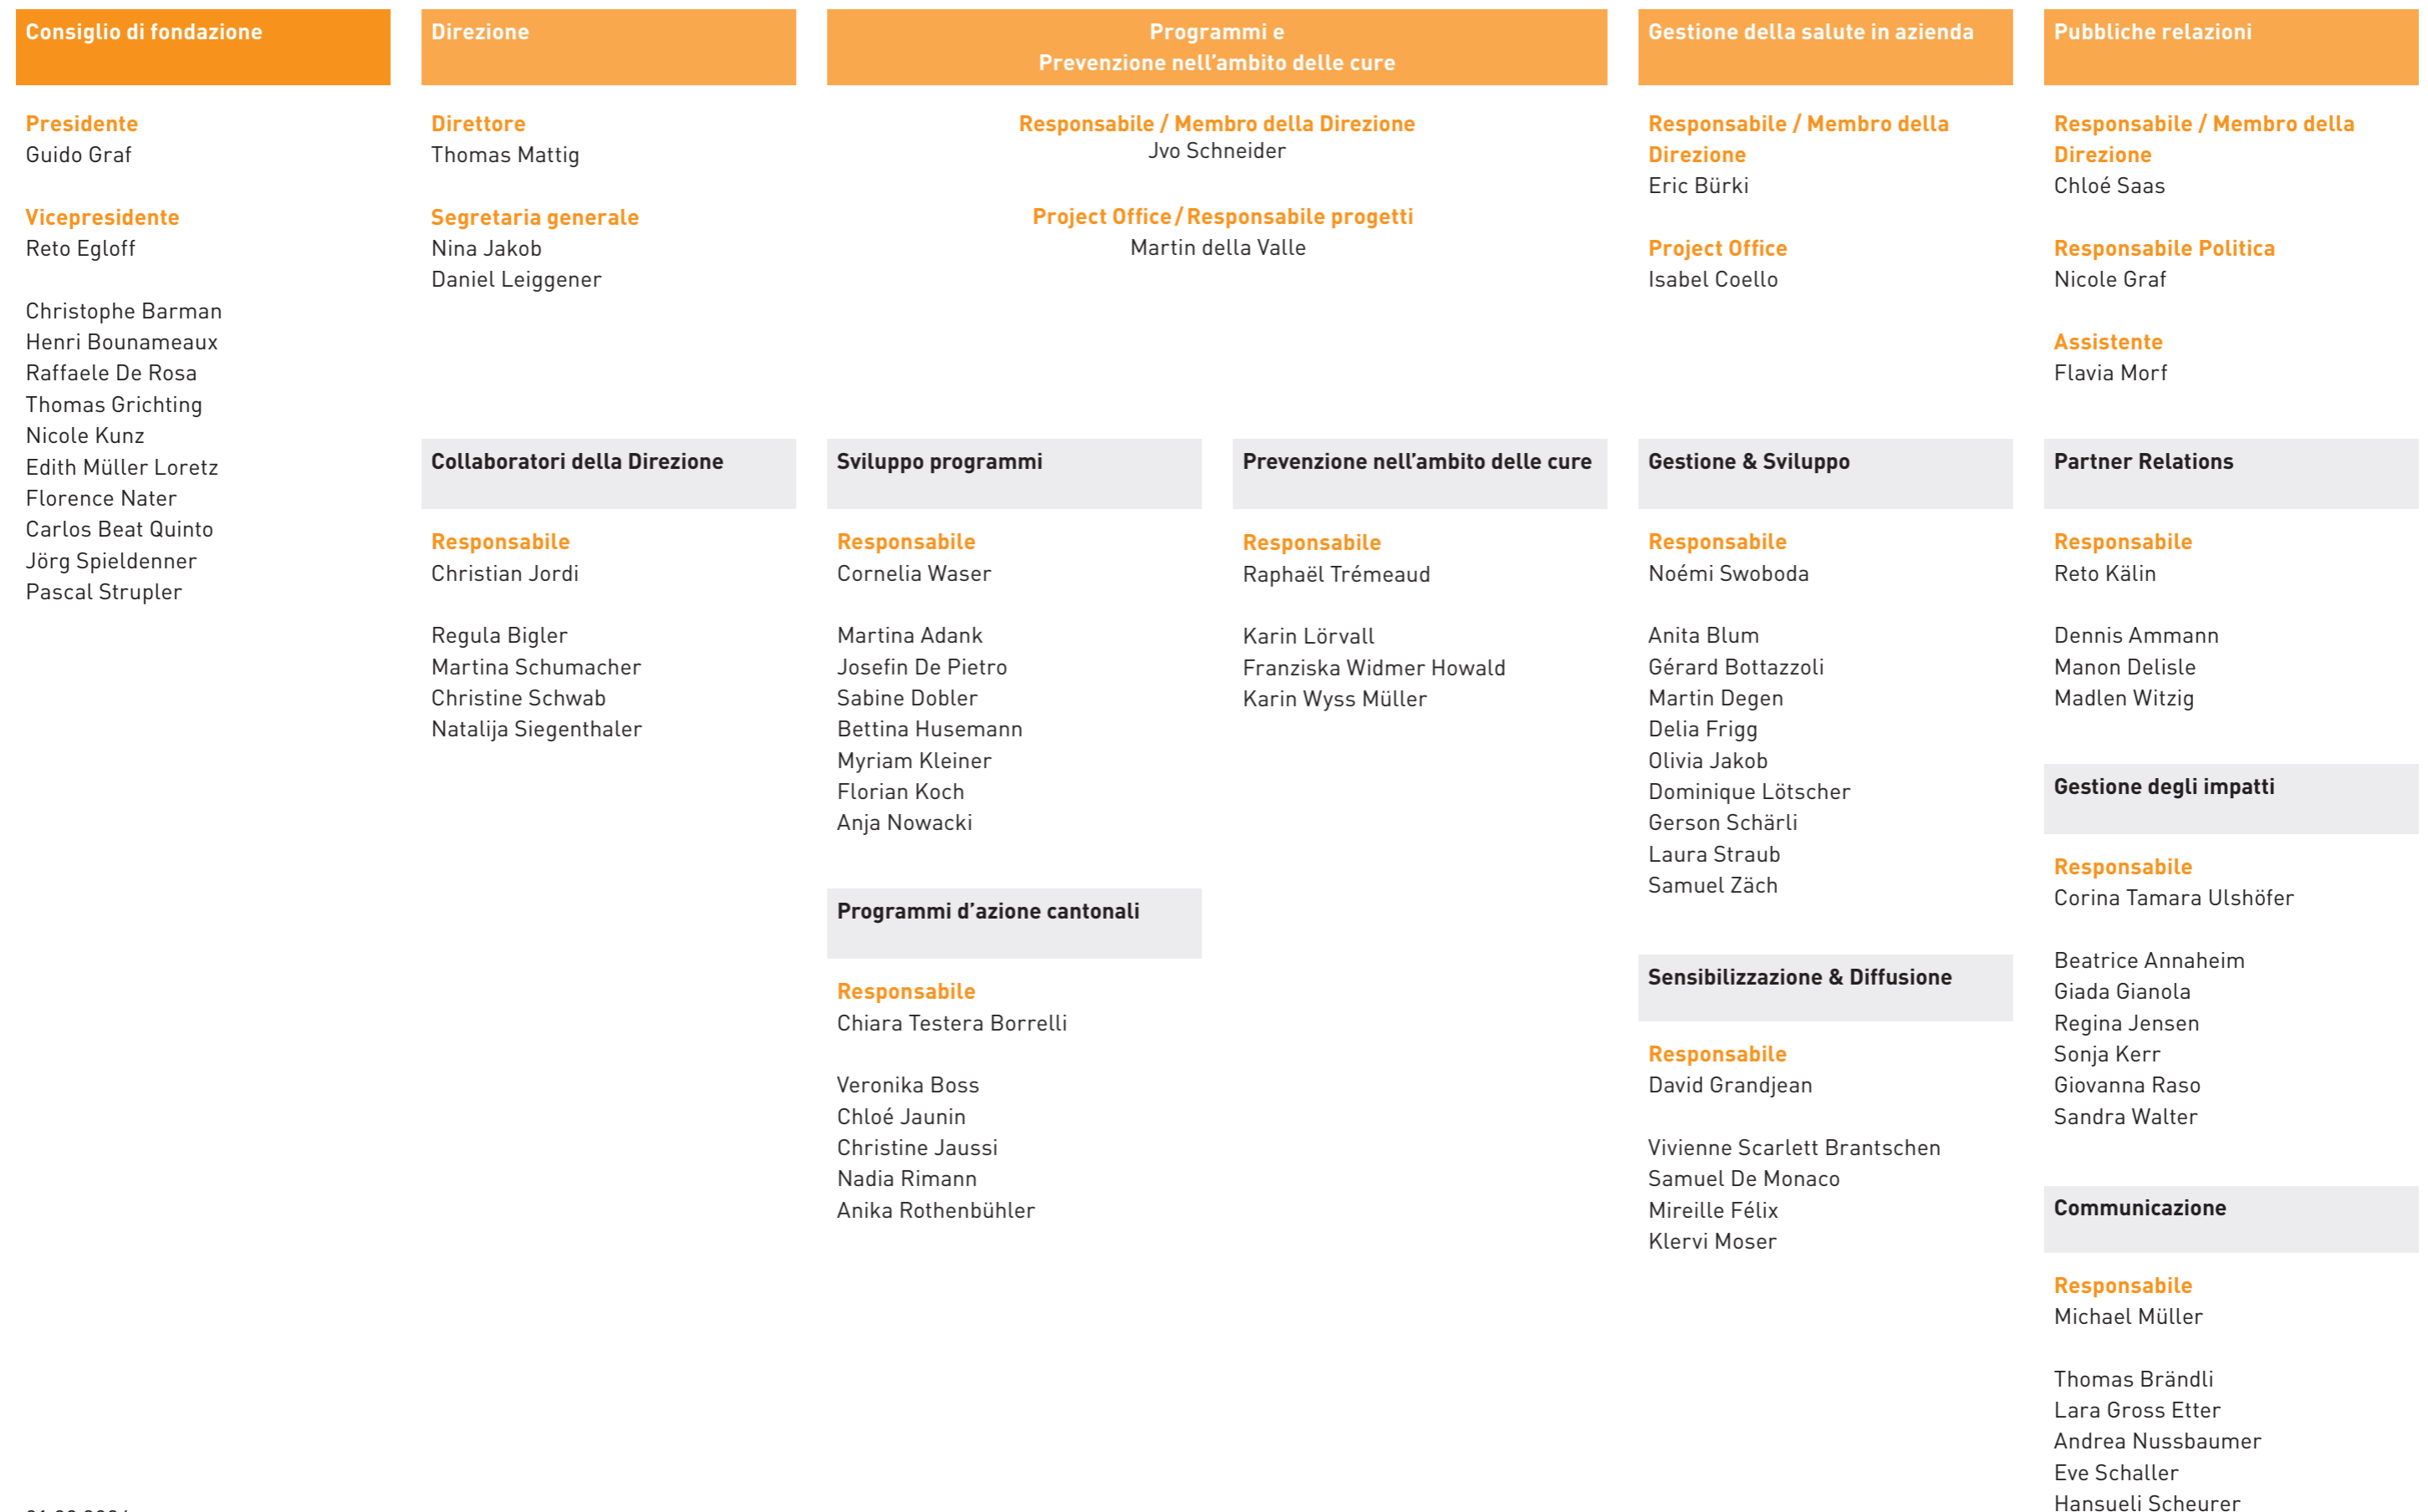 Consiglio di fondazione
Presidente
Guido Graf
Vicepresidente
Reto Egloff
Christophe Barman
Henri Bounameaux
Raffaele De Rosa
Thomas Grichting
Nicole Kunz
Edith Müller Loretz
Florence Nater
Carlos Beat Quinto
Jörg Spieldenner
Pascal Strupler
Direzione
Direttore
Thomas Mattig
Segretaria generale
Nina Jakob
Daniel Leiggener
Collaboratori della Direzione
Responsabile
Christian Jordi
Regula Bigler
Martina Schumacher
Christine Schwab
Natalija Siegenthaler
Programmi e
Prevenzione nell’ambito delle cure
Responsabile / Membro della Direzione
Jvo Schneider
Project Office / Responsabile progetti
Martin della Valle
Sviluppo programmi
Responsabile
Cornelia Waser
Martina Adank
Josefin De Pietro
Sabine Dobler
Bettina Husemann
Myriam Kleiner
Florian Koch
Anja Nowacki
Programmi d’azione cantonali
Responsabile
Chiara Testera Borrelli
Veronika Boss
Chloé Jaunin
Christine Jaussi
Nadia Rimann
Anika Rothenbühler
Prevenzione nell’ambito delle cure
Responsabile
Raphaël Trémeaud
Karin Lörvall
Franziska Widmer Howald
Karin Wyss Müller
Gestione della salute in azienda
Responsabile / Membro della
Direzione
Eric Bürki
Project Office
Isabel Coello
Gestione & Sviluppo
Responsabile
Noémi Swoboda
Anita Blum
Gérard Bottazzoli
Martin Degen
Delia Frigg
Olivia Jakob
Dominique Lötscher
Gerson Schärli
Laura Straub
Samuel Zäch
Sensibilizzazione & Diffusione
Responsabile
David Grandjean
Vivienne Scarlett Brantschen
Samuel De Monaco
Mireille Félix
Klervi Moser
Pubbliche relazioni
Responsabile / Membro della
Direzione
Chloé Saas
Responsabile Politica
Nicole Graf
Assistente
Flavia Morf
Partner Relations
Responsabile
Reto Kälin
Dennis Ammann
Manon Delisle
Madlen Witzig
Gestione degli impatti
Responsabile
Corina Tamara Ulshöfer
Beatrice Annaheim
Giada Gianola
Regina Jensen
Sonja Kerr
Giovanna Raso
Sandra Walter
Communicazione
Responsabile
Michael Müller
Thomas Brändli
Lara Gross Etter
Andrea Nussbaumer
Eve Schaller
Hansueli Scheurer